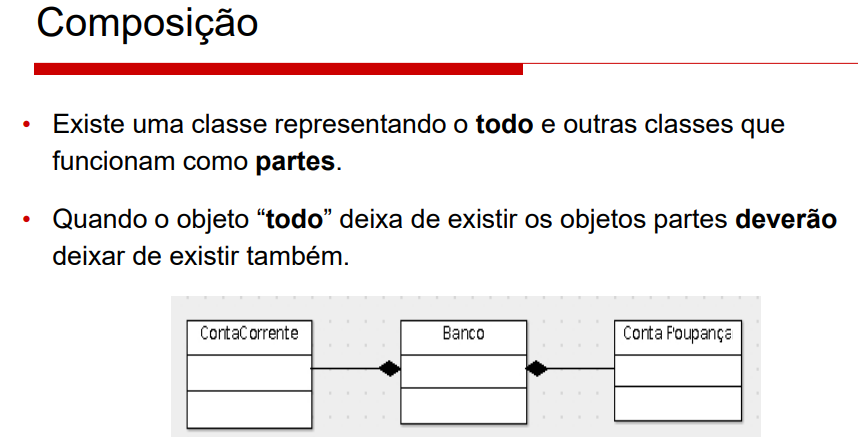 Composição
• Existe uma classe representando o todo e outras classes que
funcionam como partes.
• Quando o objeto “todo” deixa de existir os objetos partes deverão
deixar de existir também.
ContaCorrente
Banco
Conta Poupança